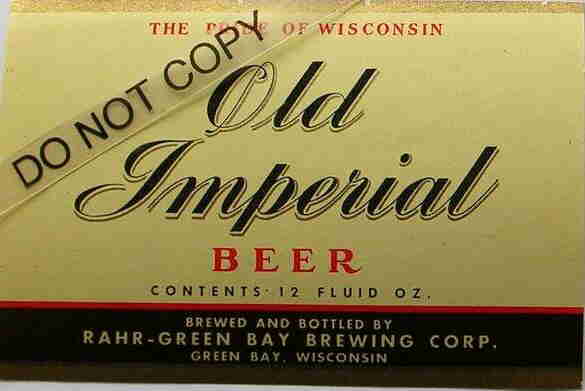 THE PRIDE OF WISCONSIN
DO NOT COPY
Old
Imperial
BEER
CONTENTS · 12 FLUID OZ.
BREWED AND BOTTLED BY
RAHR-GREEN BAY BREWING CORP.
GREEN BAY, WISCONSIN